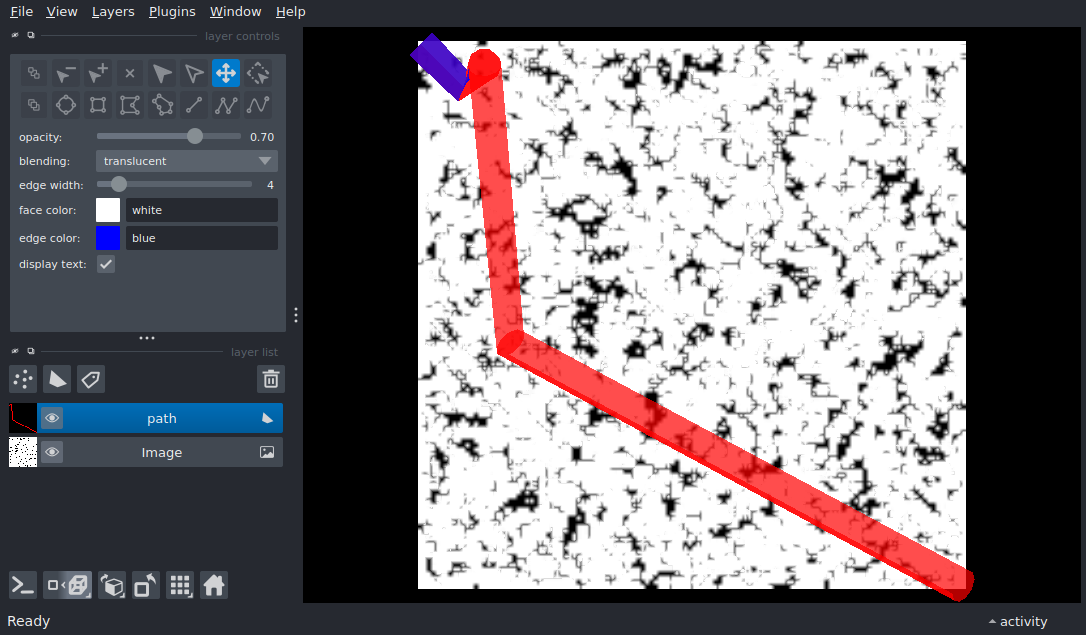 File View Layers Plugins Window Help
layer controls
opacity: 0.70
blending: translucent
edge width: 4
face color: white
edge color: blue
display text:
layer list
path
Image
Ready activity